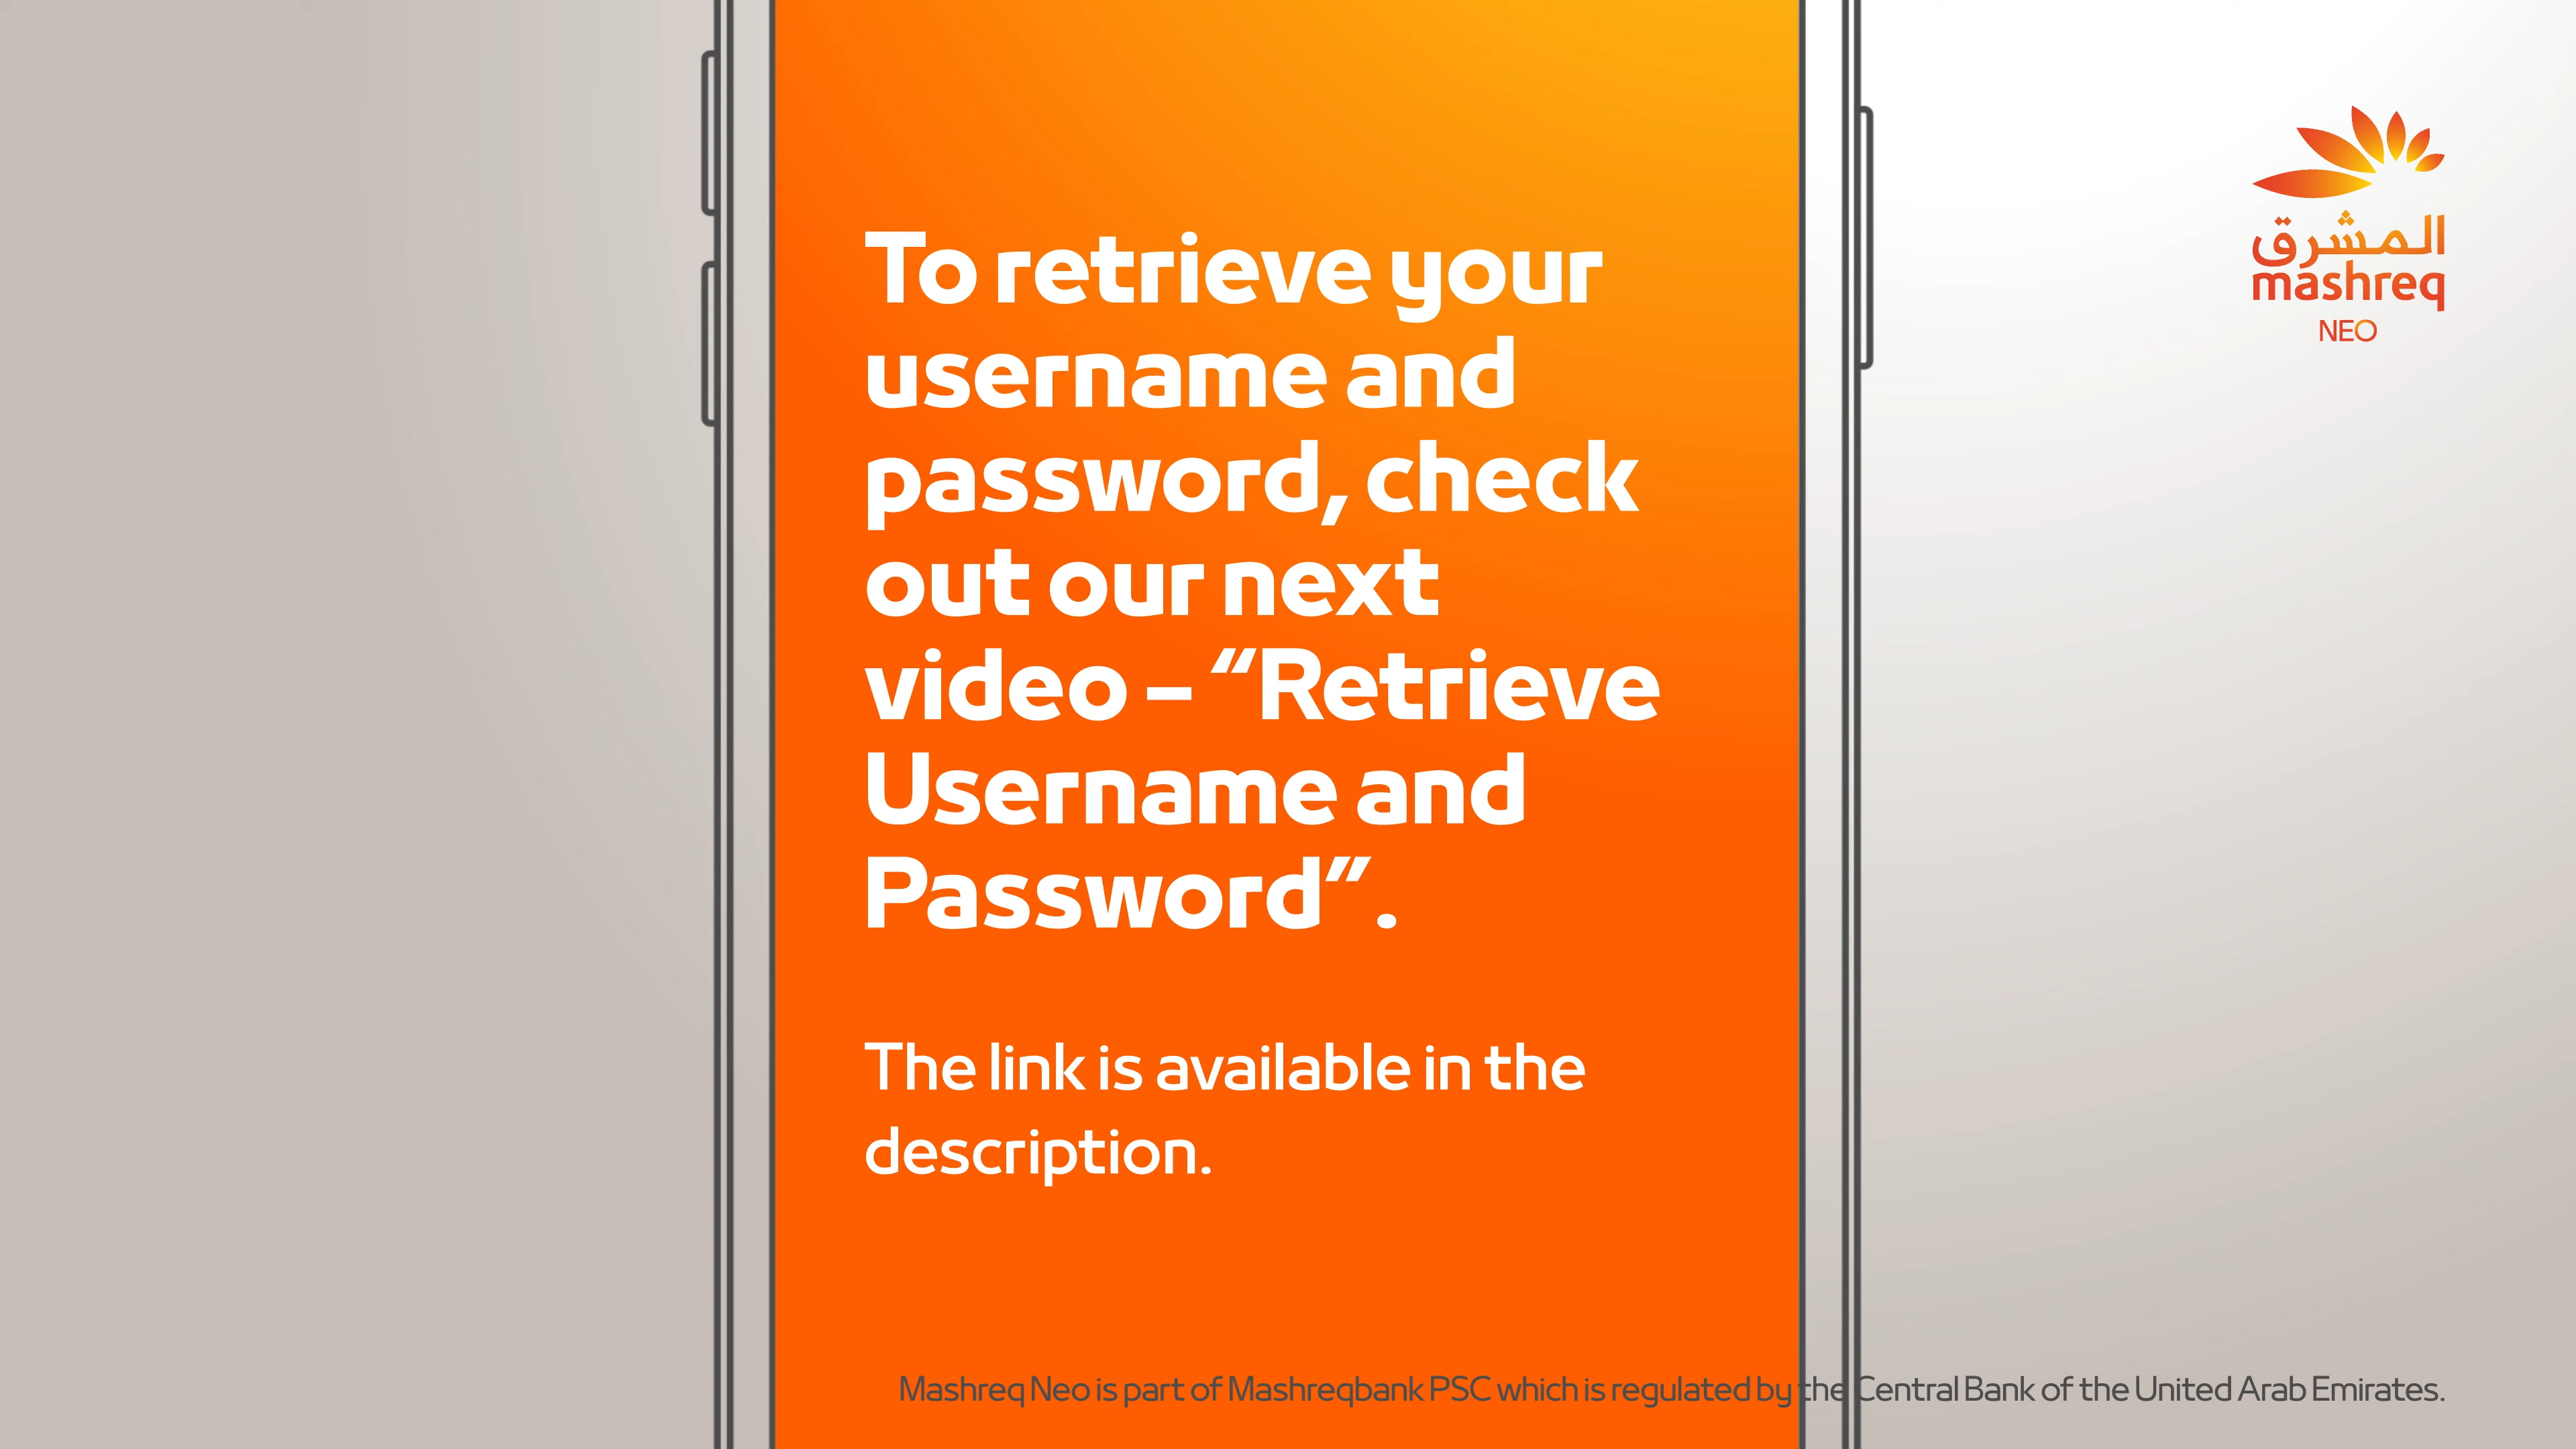 To retrieve your
username and
password, check
out our next
video – “Retrieve
Username and
Password”.
The link is available in the
description.
المشرق
mashreq
NEO
Mashreq Neo is part of Mashreqbank PSC which is regulated by the Central Bank of the United Arab Emirates.